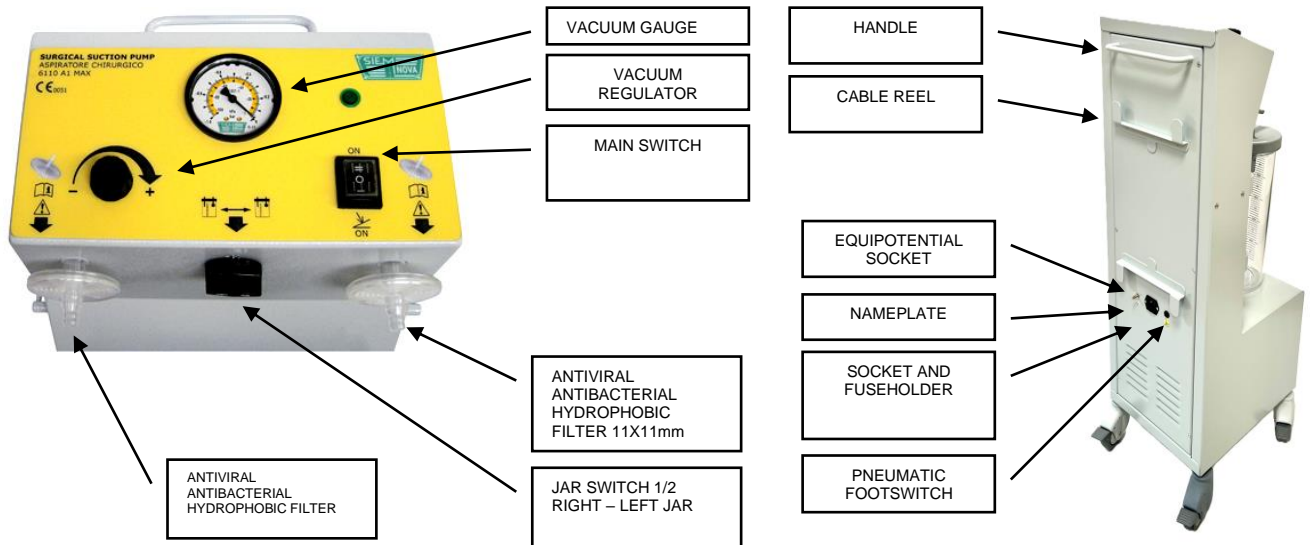 SURGICAL SUCTION PUMP
ASPIRATORE CHIRURGICO
6110 A1 MAX
CE 0051
SIEM
NOVA
ON
- +
ON
VACUUM GAUGE
VACUUM
REGULATOR
MAIN SWITCH
ANTIVIRAL
ANTIBACTERIAL
HYDROPHOBIC
FILTER 11X11mm
ANTIVIRAL
ANTIBACTERIAL
HYDROPHOBIC FILTER
JAR SWITCH 1/2
RIGHT – LEFT JAR
HANDLE
CABLE REEL
EQUIPOTENTIAL
SOCKET
NAMEPLATE
SOCKET AND
FUSEHOLDER
PNEUMATIC
FOOTSWITCH